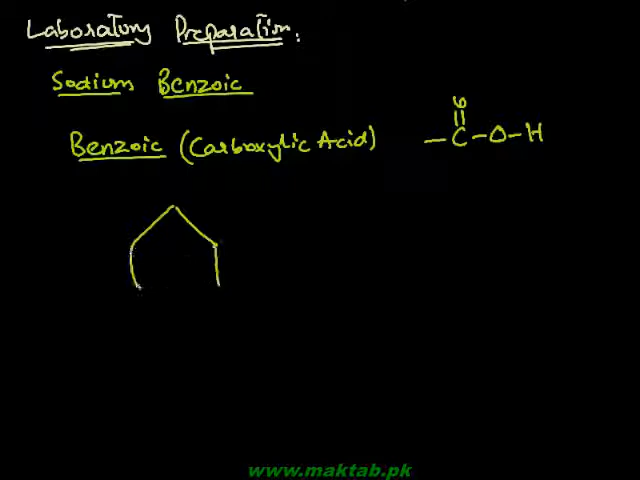 Laboratory Preparation.
Sodium Benzoic
Benzoic (Carboxylic Acid)
O
– C – O – H
www.maktab.pk